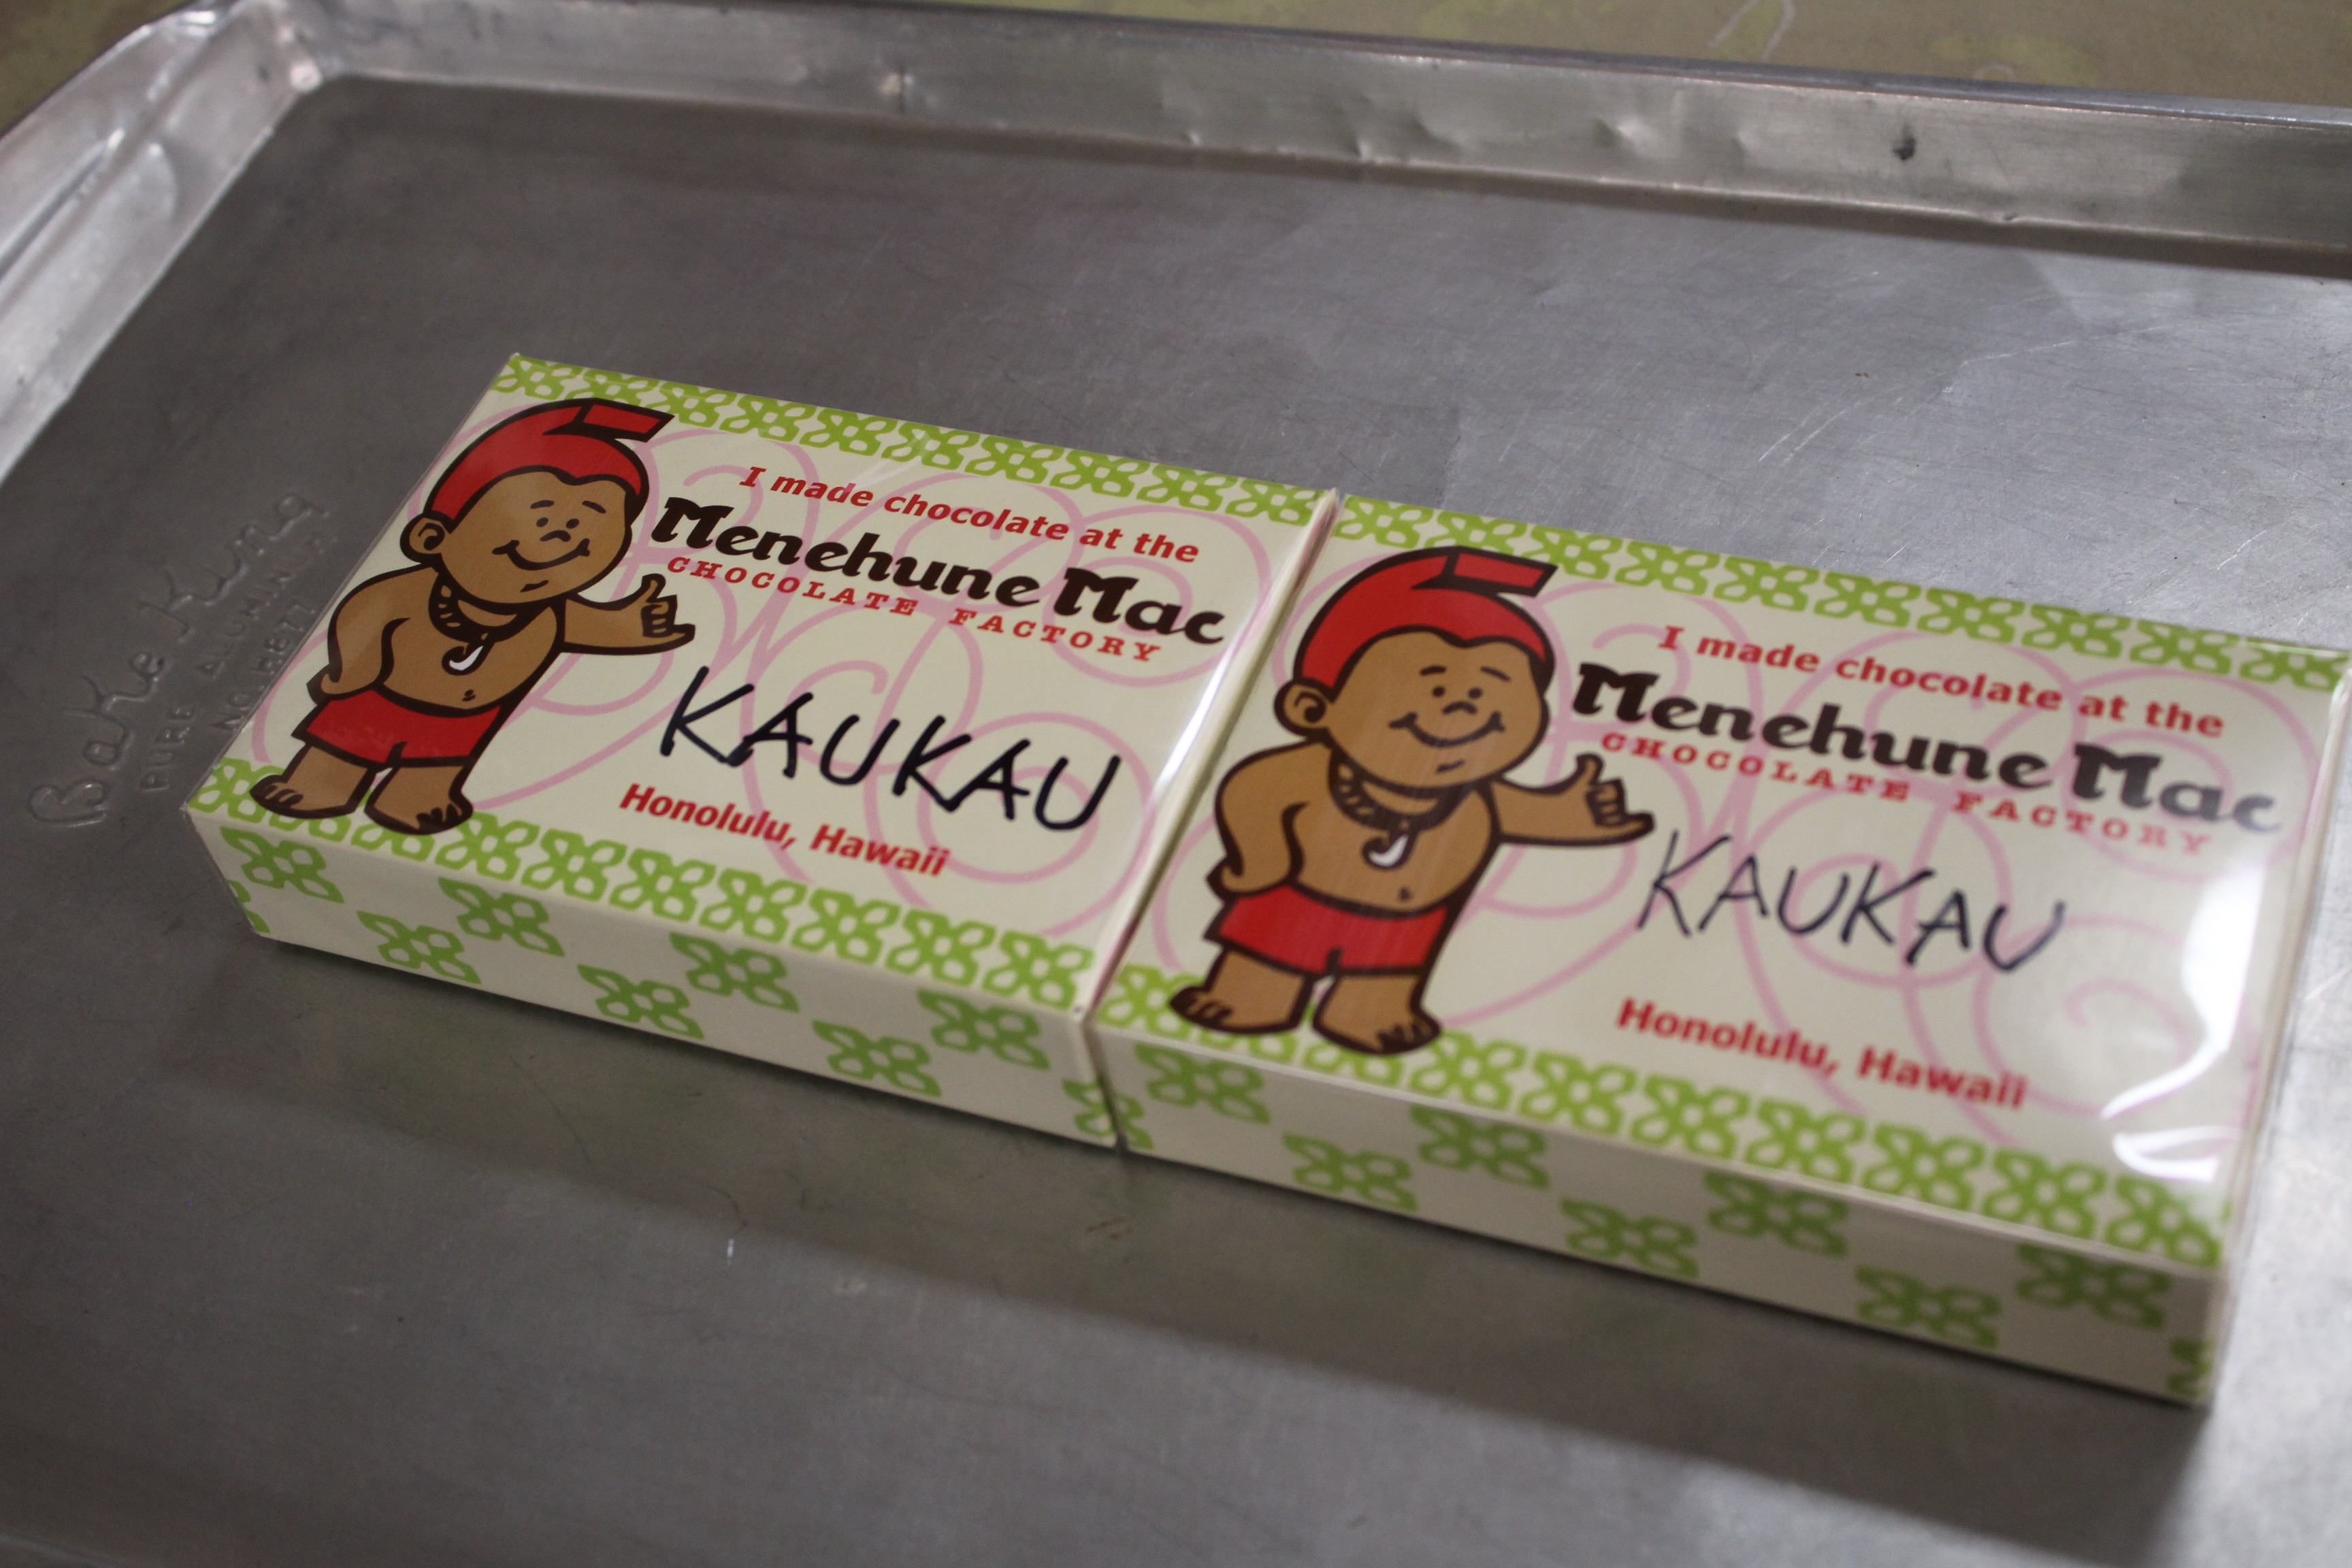 Bake King
PURE ALUMINUM
I made chocolate at the
Menehune Mac
CHOCOLATE FACTORY
KAUKAU
Honolulu, Hawaii
I made chocolate at the
Menehune Mac
CHOCOLATE FACTORY
KAUKAU
Honolulu, Hawaii